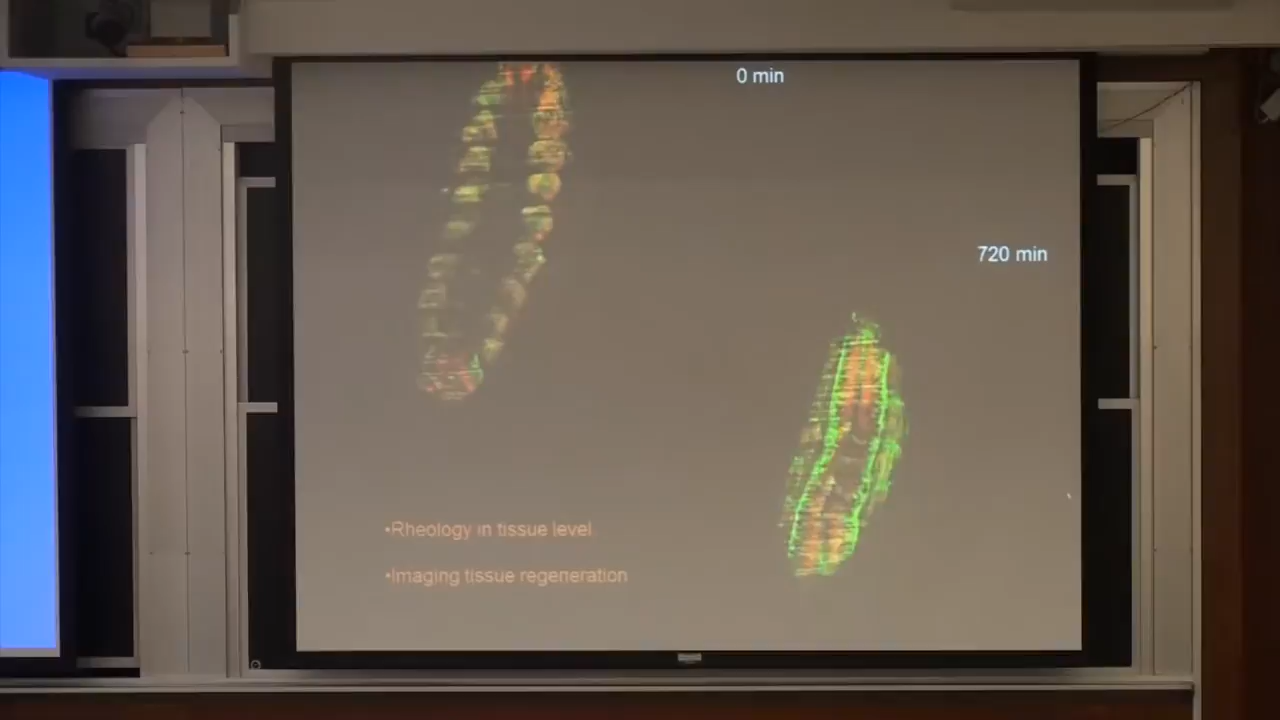 0 min
720 min
•Rheology in tissue level
•Imaging tissue regeneration